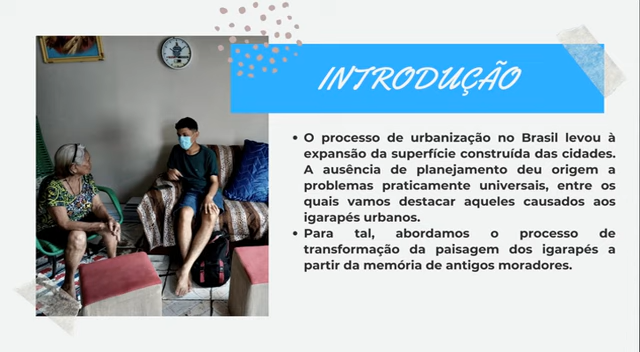 INTRODUÇÃO
• O processo de urbanização no Brasil levou à
expansão da superfície construída das cidades.
A ausência de planejamento deu origem a
problemas praticamente universais, entre os
quais vamos destacar aqueles causados aos
igarapés urbanos.
• Para tal, abordamos o processo de
transformação da paisagem dos igarapés a
partir da memória de antigos moradores.